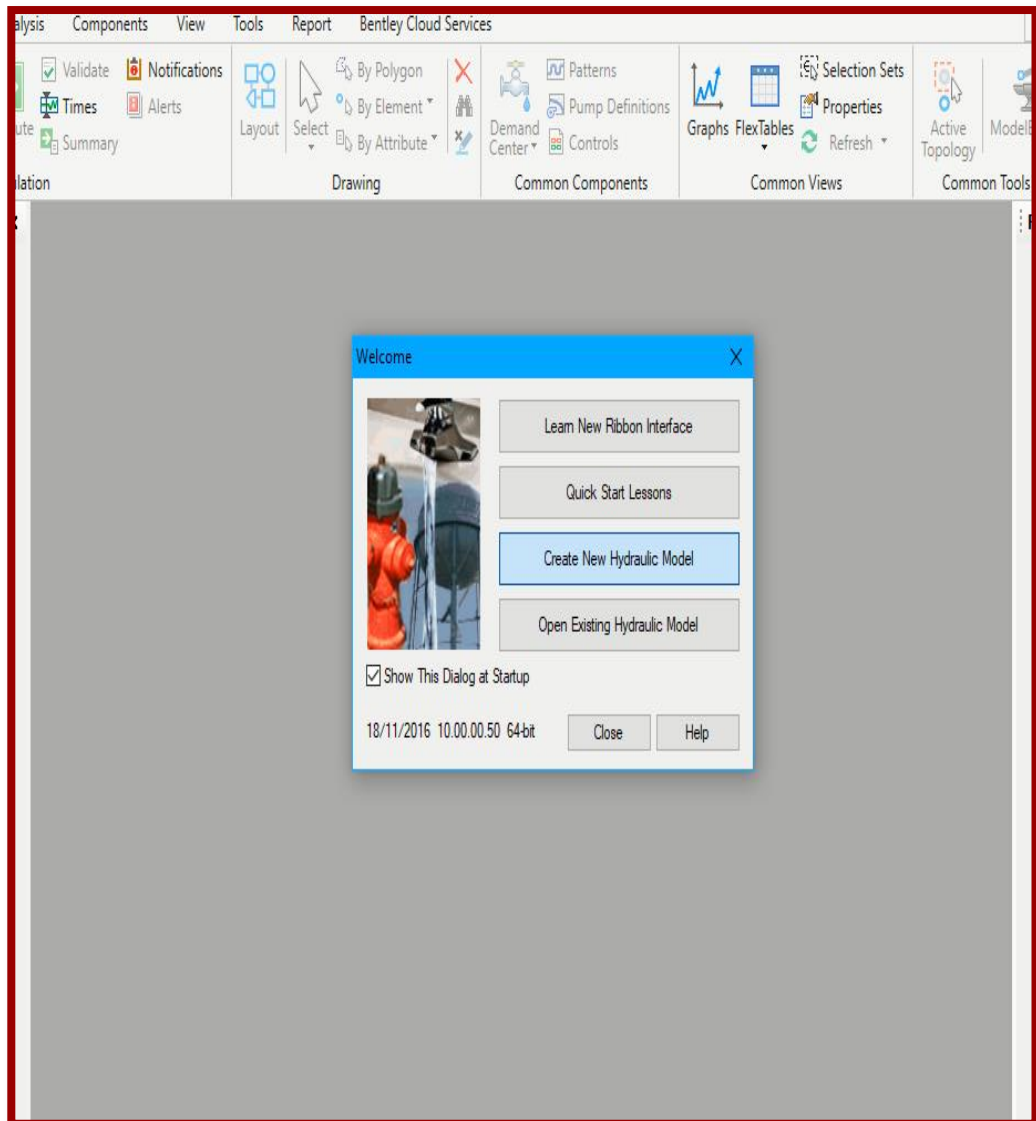 alysis Components View Tools Report Bentley Cloud Services
Validate Notifications By Polygon Patterns Selection Sets
Times Alerts By Element Pump Definitions Properties
ute Summary Layout Select By Attribute Demand Center Controls Graphs FlexTables Refresh Active Topology
lation Drawing Common Components Common Views Common Tools
Welcome X
Learn New Ribbon Interface
Quick Start Lessons
Create New Hydraulic Model
Open Existing Hydraulic Model
Show This Dialog at Startup
18/11/2016 10.00.00.50 64-bit Close Help